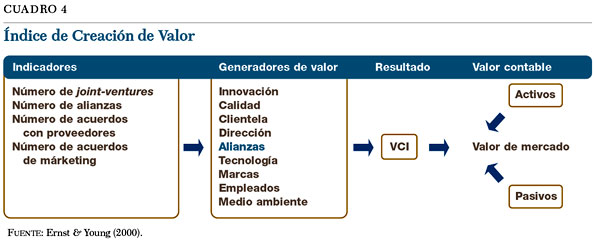 CUADRO 4
Índice de Creación de Valor
Indicadores
Generadores de valor
Resultado
Valor contable
Número de joint-ventures
Número de alianzas
Número de acuerdos
con proveedores
Número de acuerdos
de márketing
Innovación
Calidad
Clientela
Dirección
Alianzas
Tecnología
Marcas
Empleados
Medio ambiente
VCI
Activos
Valor de mercado
Pasivos
FUENTE: Ernst & Young (2000).